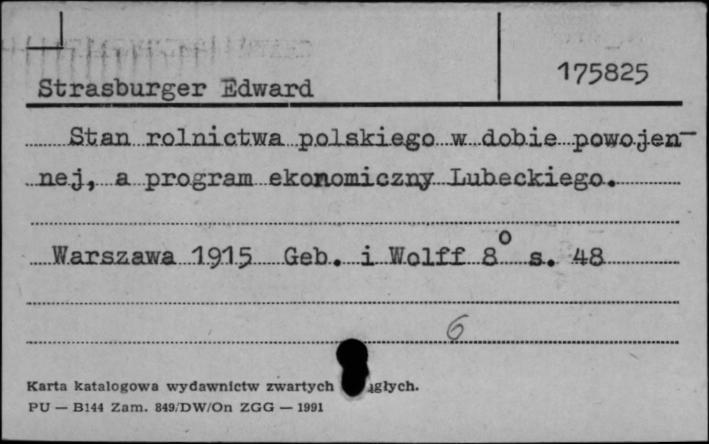 Strasburger Edward
175825
Stan rolnictwa polskiego w dobie powojen-
nej, a program ekonomiczny Lubeckiego.
Warszawa 1915 Geb. i Wolff 8° s. 48
6
Karta katalogowa wydawnictw zwartych
PU — B144 Zam. 849/DW/On ZGG — 1991